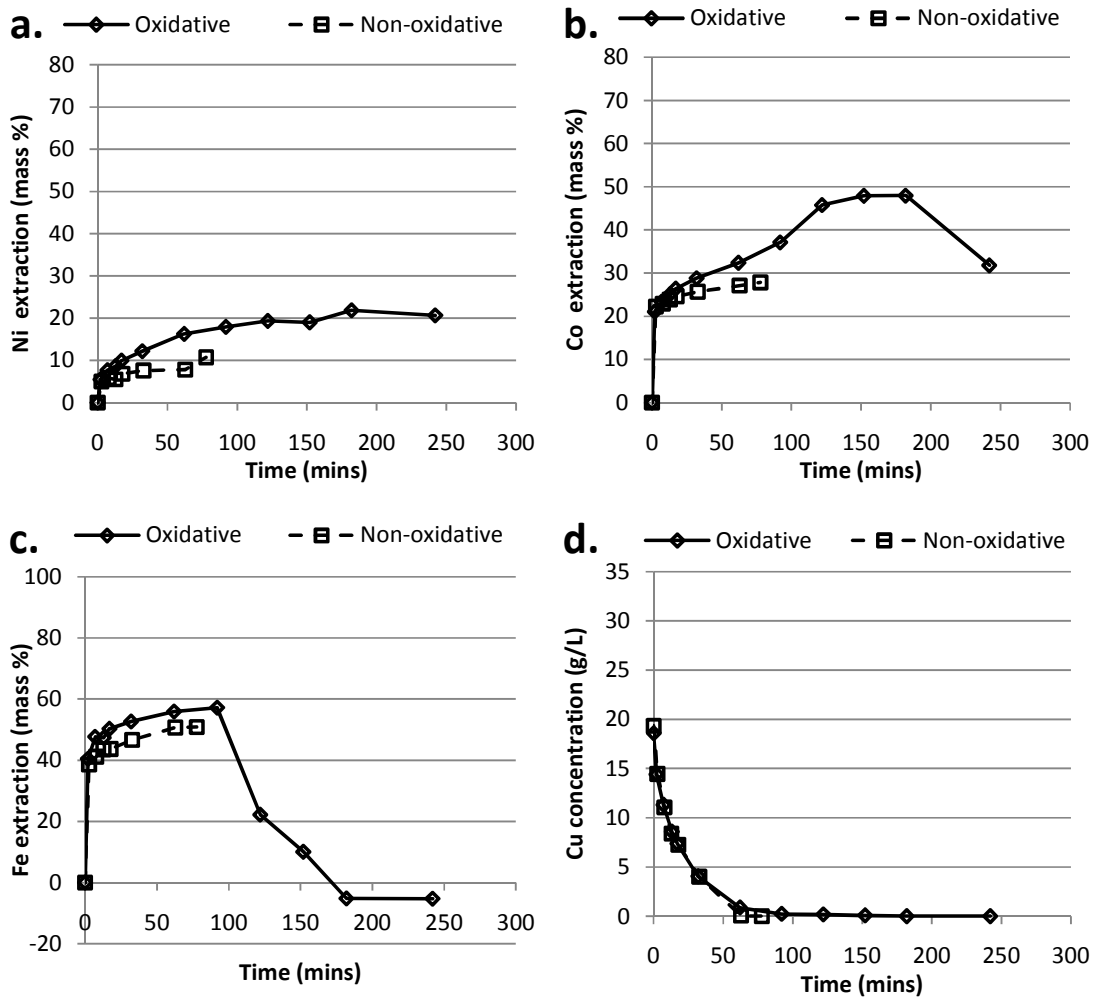 a.
Oxidative
Non-oxidative
Ni extraction (mass %)
80
70
60
50
40
30
20
10
0
0 50 100 150 200 250 300
Time (mins)
b.
Oxidative
Non-oxidative
Co extraction (mass %)
80
70
60
50
40
30
20
10
0
0 50 100 150 200 250 300
Time (mins)
c.
Oxidative
Non-oxidative
Fe extraction (mass %)
100
80
60
40
20
0
-20
0 50 100 150 200 250 300
Time (mins)
d.
Oxidative
Non-oxidative
Cu concentration (g/L)
35
30
25
20
15
10
5
0
0 50 100 150 200 250 300
Time (mins)